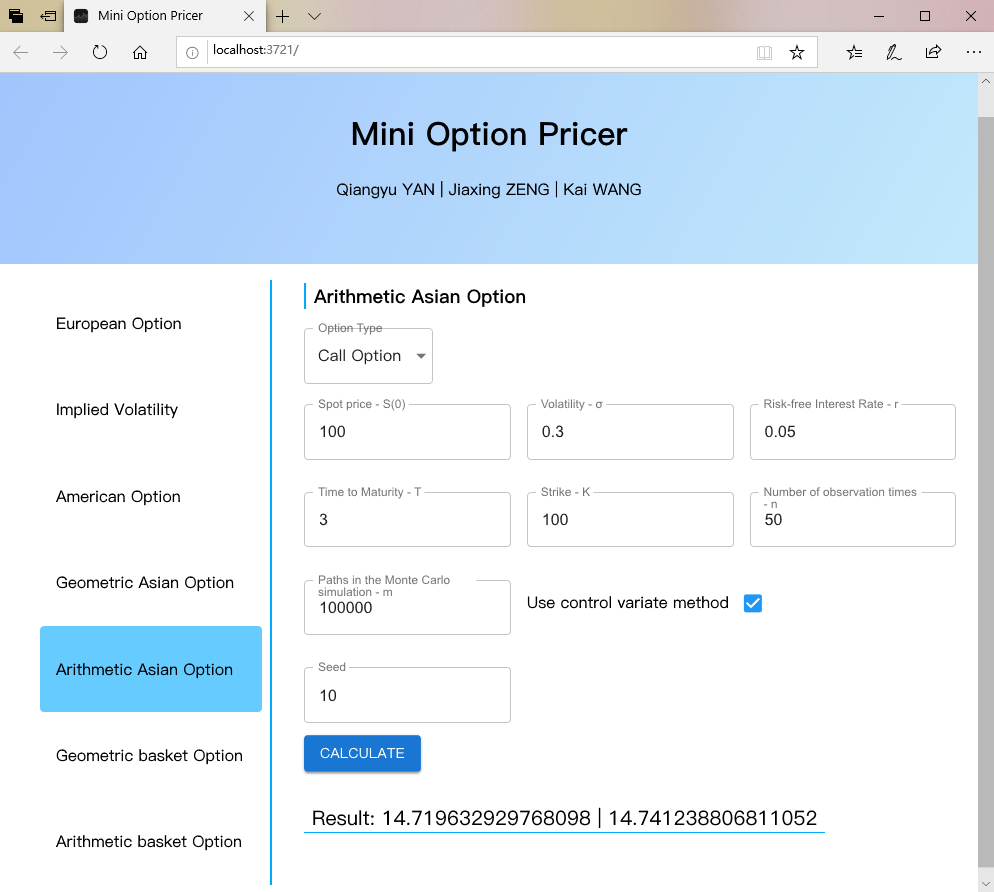 Mini Option Pricer
localhost:3721/
Mini Option Pricer
Qiangyu YAN | Jiaxing ZENG | Kai WANG
European Option
Implied Volatility
American Option
Geometric Asian Option
Arithmetic Asian Option
Geometric basket Option
Arithmetic basket Option
Arithmetic Asian Option
Option Type
Call Option
Spot price - S(0)
100
Volatility - σ
0.3
Risk-free Interest Rate - r
0.05
Time to Maturity - T
3
Strike - K
100
Number of observation times
- n
50
Paths in the Monte Carlo
simulation - m
100000
Use control variate method
Seed
10
CALCULATE
Result: 14.719632929768098 | 14.741238806811052